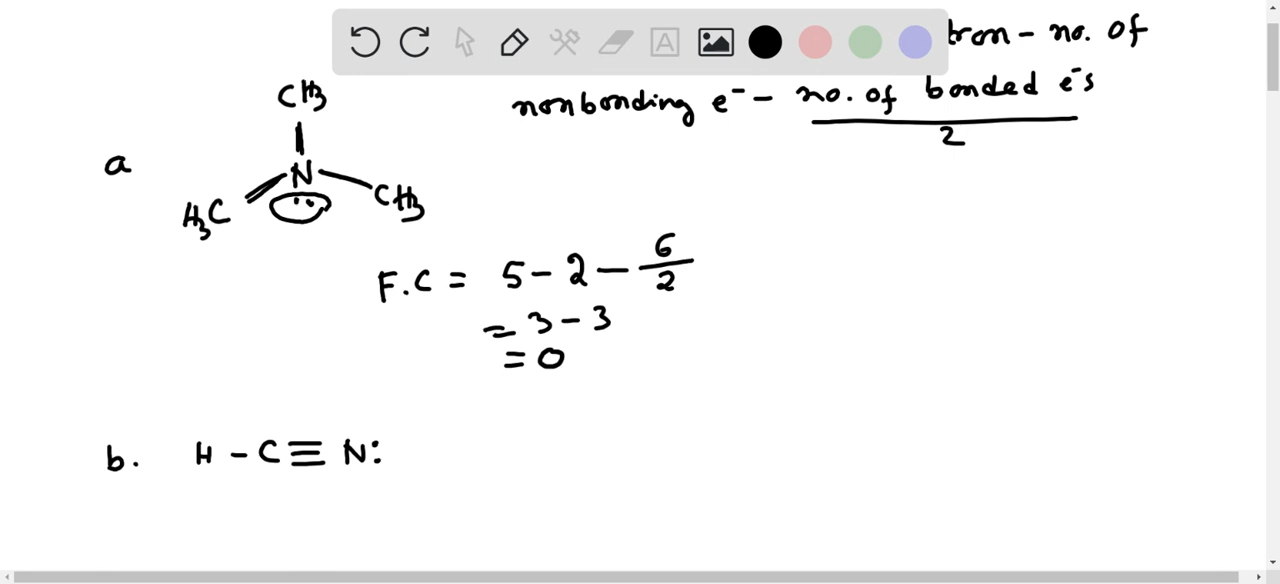 tron - no. of
nonbonding e⁻ - no. of bonded e⁻s
2
CH3
a
N
H3C
CH3
F.C = 5 - 2 - 6/2
= 3 - 3
= 0
b. H - C ≡ N: